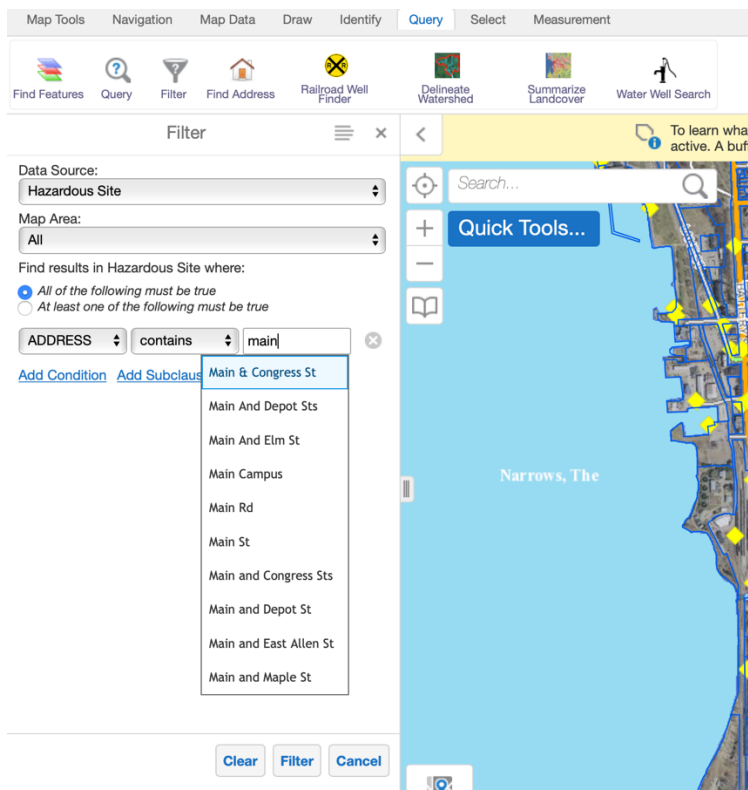 Map Tools Navigation Map Data Draw Identify Query Select Measurement
Find Features
Query
Filter
Find Address
Railroad Well
Finder
Delineate
Watershed
Summarize
Landcover
Water Well Search
Filter
To learn wha
active. A buf
Data Source:
Hazardous Site
Map Area:
All
Find results in Hazardous Site where:
All of the following must be true
At least one of the following must be true
ADDRESS contains main
Add Condition Add Subclaus
Main & Congress St
Main And Depot Sts
Main And Elm St
Main Campus
Main Rd
Main St
Main and Congress Sts
Main and Depot St
Main and East Allen St
Main and Maple St
Clear Filter Cancel
Search...
Quick Tools...
Narrows, The